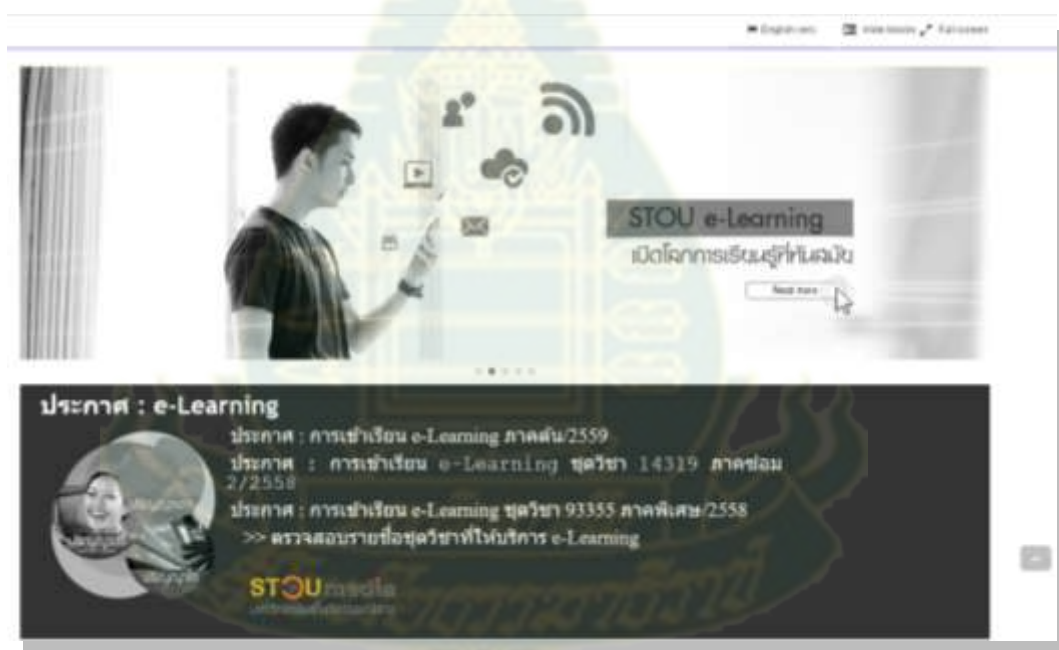 Full screen
STOU e-Learning
เปิดโลกการเรียนรู้ที่ทันสมัย
Read more
ประกาศ : e-Learning
ประกาศ : การเข้าเรียน e-Learning ภาคต้น/2559
ประกาศ : การเข้าเรียน e-Learning ชุดวิชา 14319 ภาคซ่อม
2/2558
ประกาศ : การเข้าเรียน e-Learning ชุดวิชา 93355 ภาคพิเศษ/2558
>> ตรวจสอบรายชื่อชุดวิชาที่ให้บริการ e-Learning
STOU media